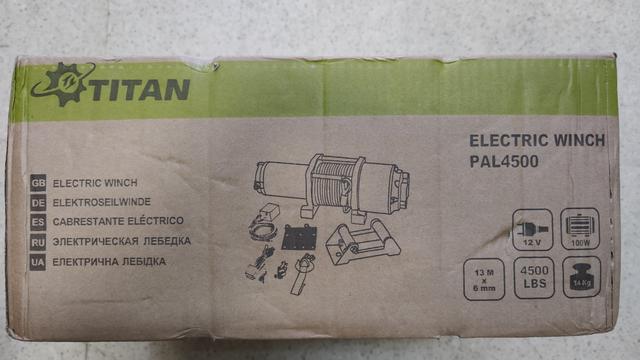 TITAN
ELECTRIC WINCH
PAL4500
GB ELECTRIC WINCH
DE ELEKTROSEILWINDE
ES CABRESTANTE ELÉCTRICO
RU ЭЛЕКТРИЧЕСКАЯ ЛЕБЕДКА
UA ЕЛЕКТРИЧНА ЛЕБІДКА
12 V
100W
13 M
x
6 mm
4500
LBS
14 Kg